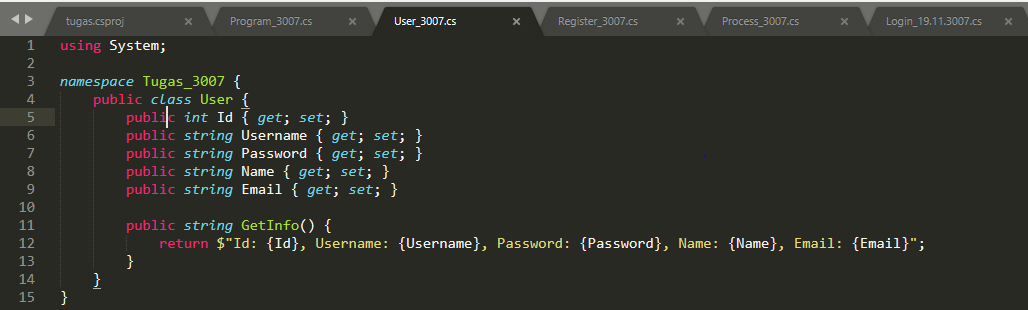 tugas.csproj × Program_3007.cs × User_3007.cs × Register_3007.cs × Process_3007.cs × Login_19.11.3007.cs ×
1 using System;
2
3 namespace Tugas_3007 {
4 public class User {
5 public int Id { get; set; }
6 public string Username { get; set; }
7 public string Password { get; set; }
8 public string Name { get; set; }
9 public string Email { get; set; }
10
11 public string GetInfo() {
12 return $"Id: {Id}, Username: {Username}, Password: {Password}, Name: {Name}, Email: {Email}";
13 }
14 }
15 }